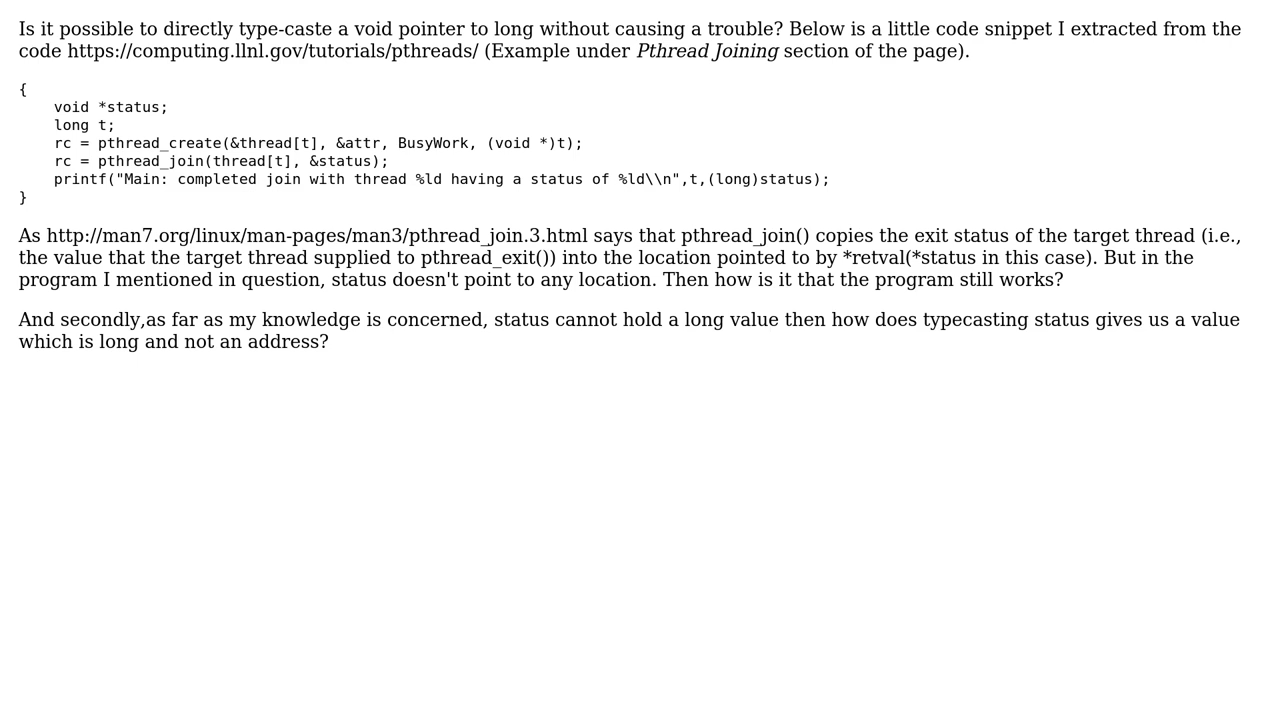 Is it possible to directly type-caste a void pointer to long without causing a trouble? Below is a little code snippet I extracted from the
code https://computing.llnl.gov/tutorials/pthreads/ (Example under Pthread Joining section of the page).
{
    void *status;
    long t;
    rc = pthread_create(&thread[t], &attr, BusyWork, (void *)t);
    rc = pthread_join(thread[t], &status);
    printf("Main: completed join with thread %ld having a status of %ld\\n",t,(long)status);
}
As http://man7.org/linux/man-pages/man3/pthread_join.3.html says that pthread_join() copies the exit status of the target thread (i.e.,
the value that the target thread supplied to pthread_exit()) into the location pointed to by *retval(*status in this case). But in the
program I mentioned in question, status doesn't point to any location. Then how is it that the program still works?
And secondly,as far as my knowledge is concerned, status cannot hold a long value then how does typecasting status gives us a value
which is long and not an address?